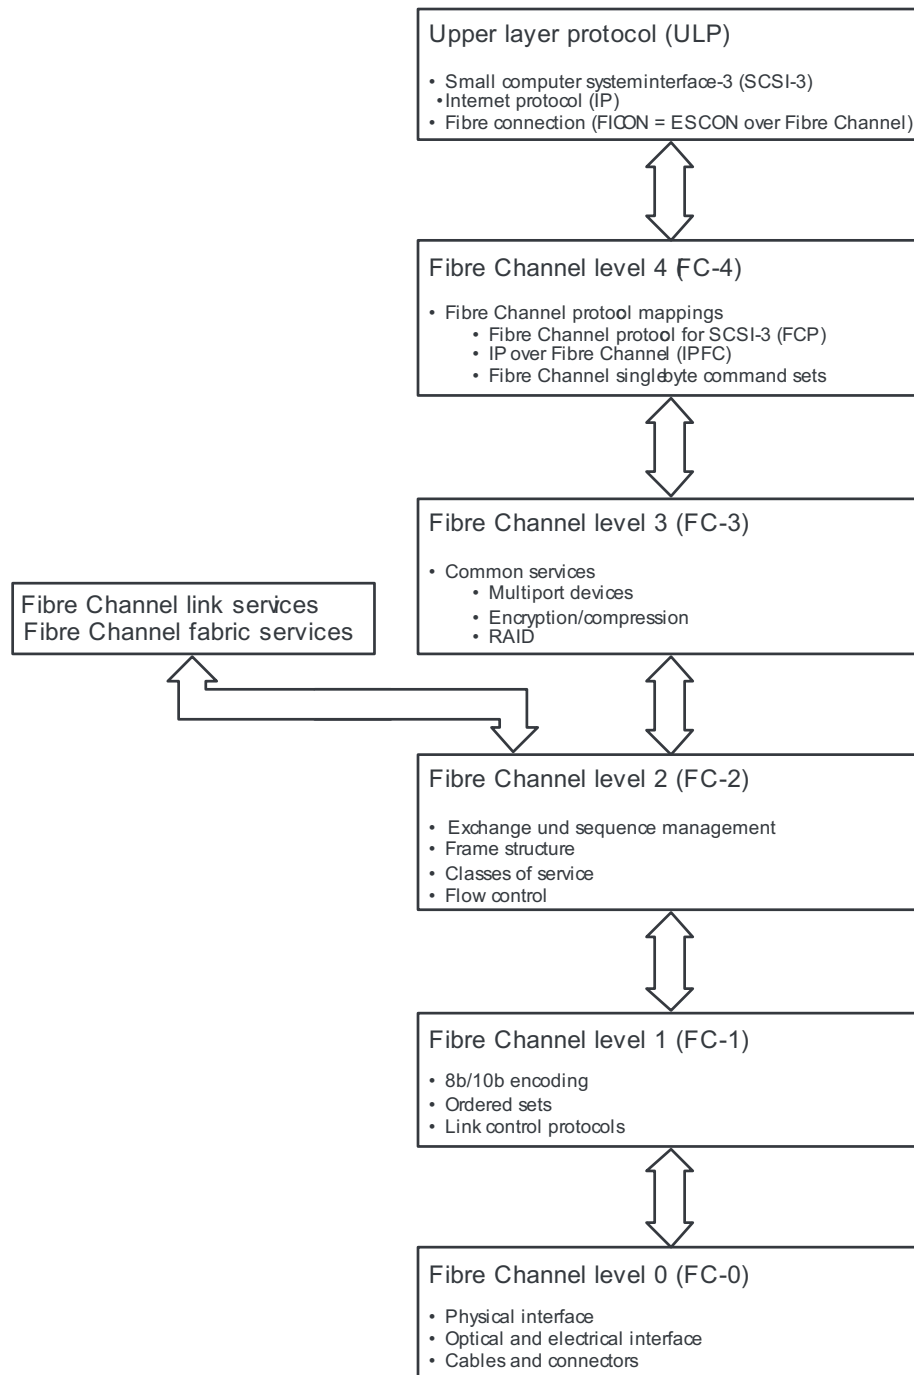 Upper layer protocol (ULP)
• Small computer systeminterface-3 (SCSI-3)
• Internet protocol (IP)
• Fibre connection (FICON = ESCON over Fibre Channel)
Fibre Channel level 4 (FC-4)
• Fibre Channel protocol mappings
• Fibre Channel protocol for SCSI-3 (FCP)
• IP over Fibre Channel (IPFC)
• Fibre Channel single byte command sets
Fibre Channel level 3 (FC-3)
• Common services
• Multiport devices
• Encryption/compression
• RAID
Fibre Channel link services
Fibre Channel fabric services
Fibre Channel level 2 (FC-2)
• Exchange und sequence management
• Frame structure
• Classes of service
• Flow control
Fibre Channel level 1 (FC-1)
• 8b/10b encoding
• Ordered sets
• Link control protocols
Fibre Channel level 0 (FC-0)
• Physical interface
• Optical and electrical interface
• Cables and connectors